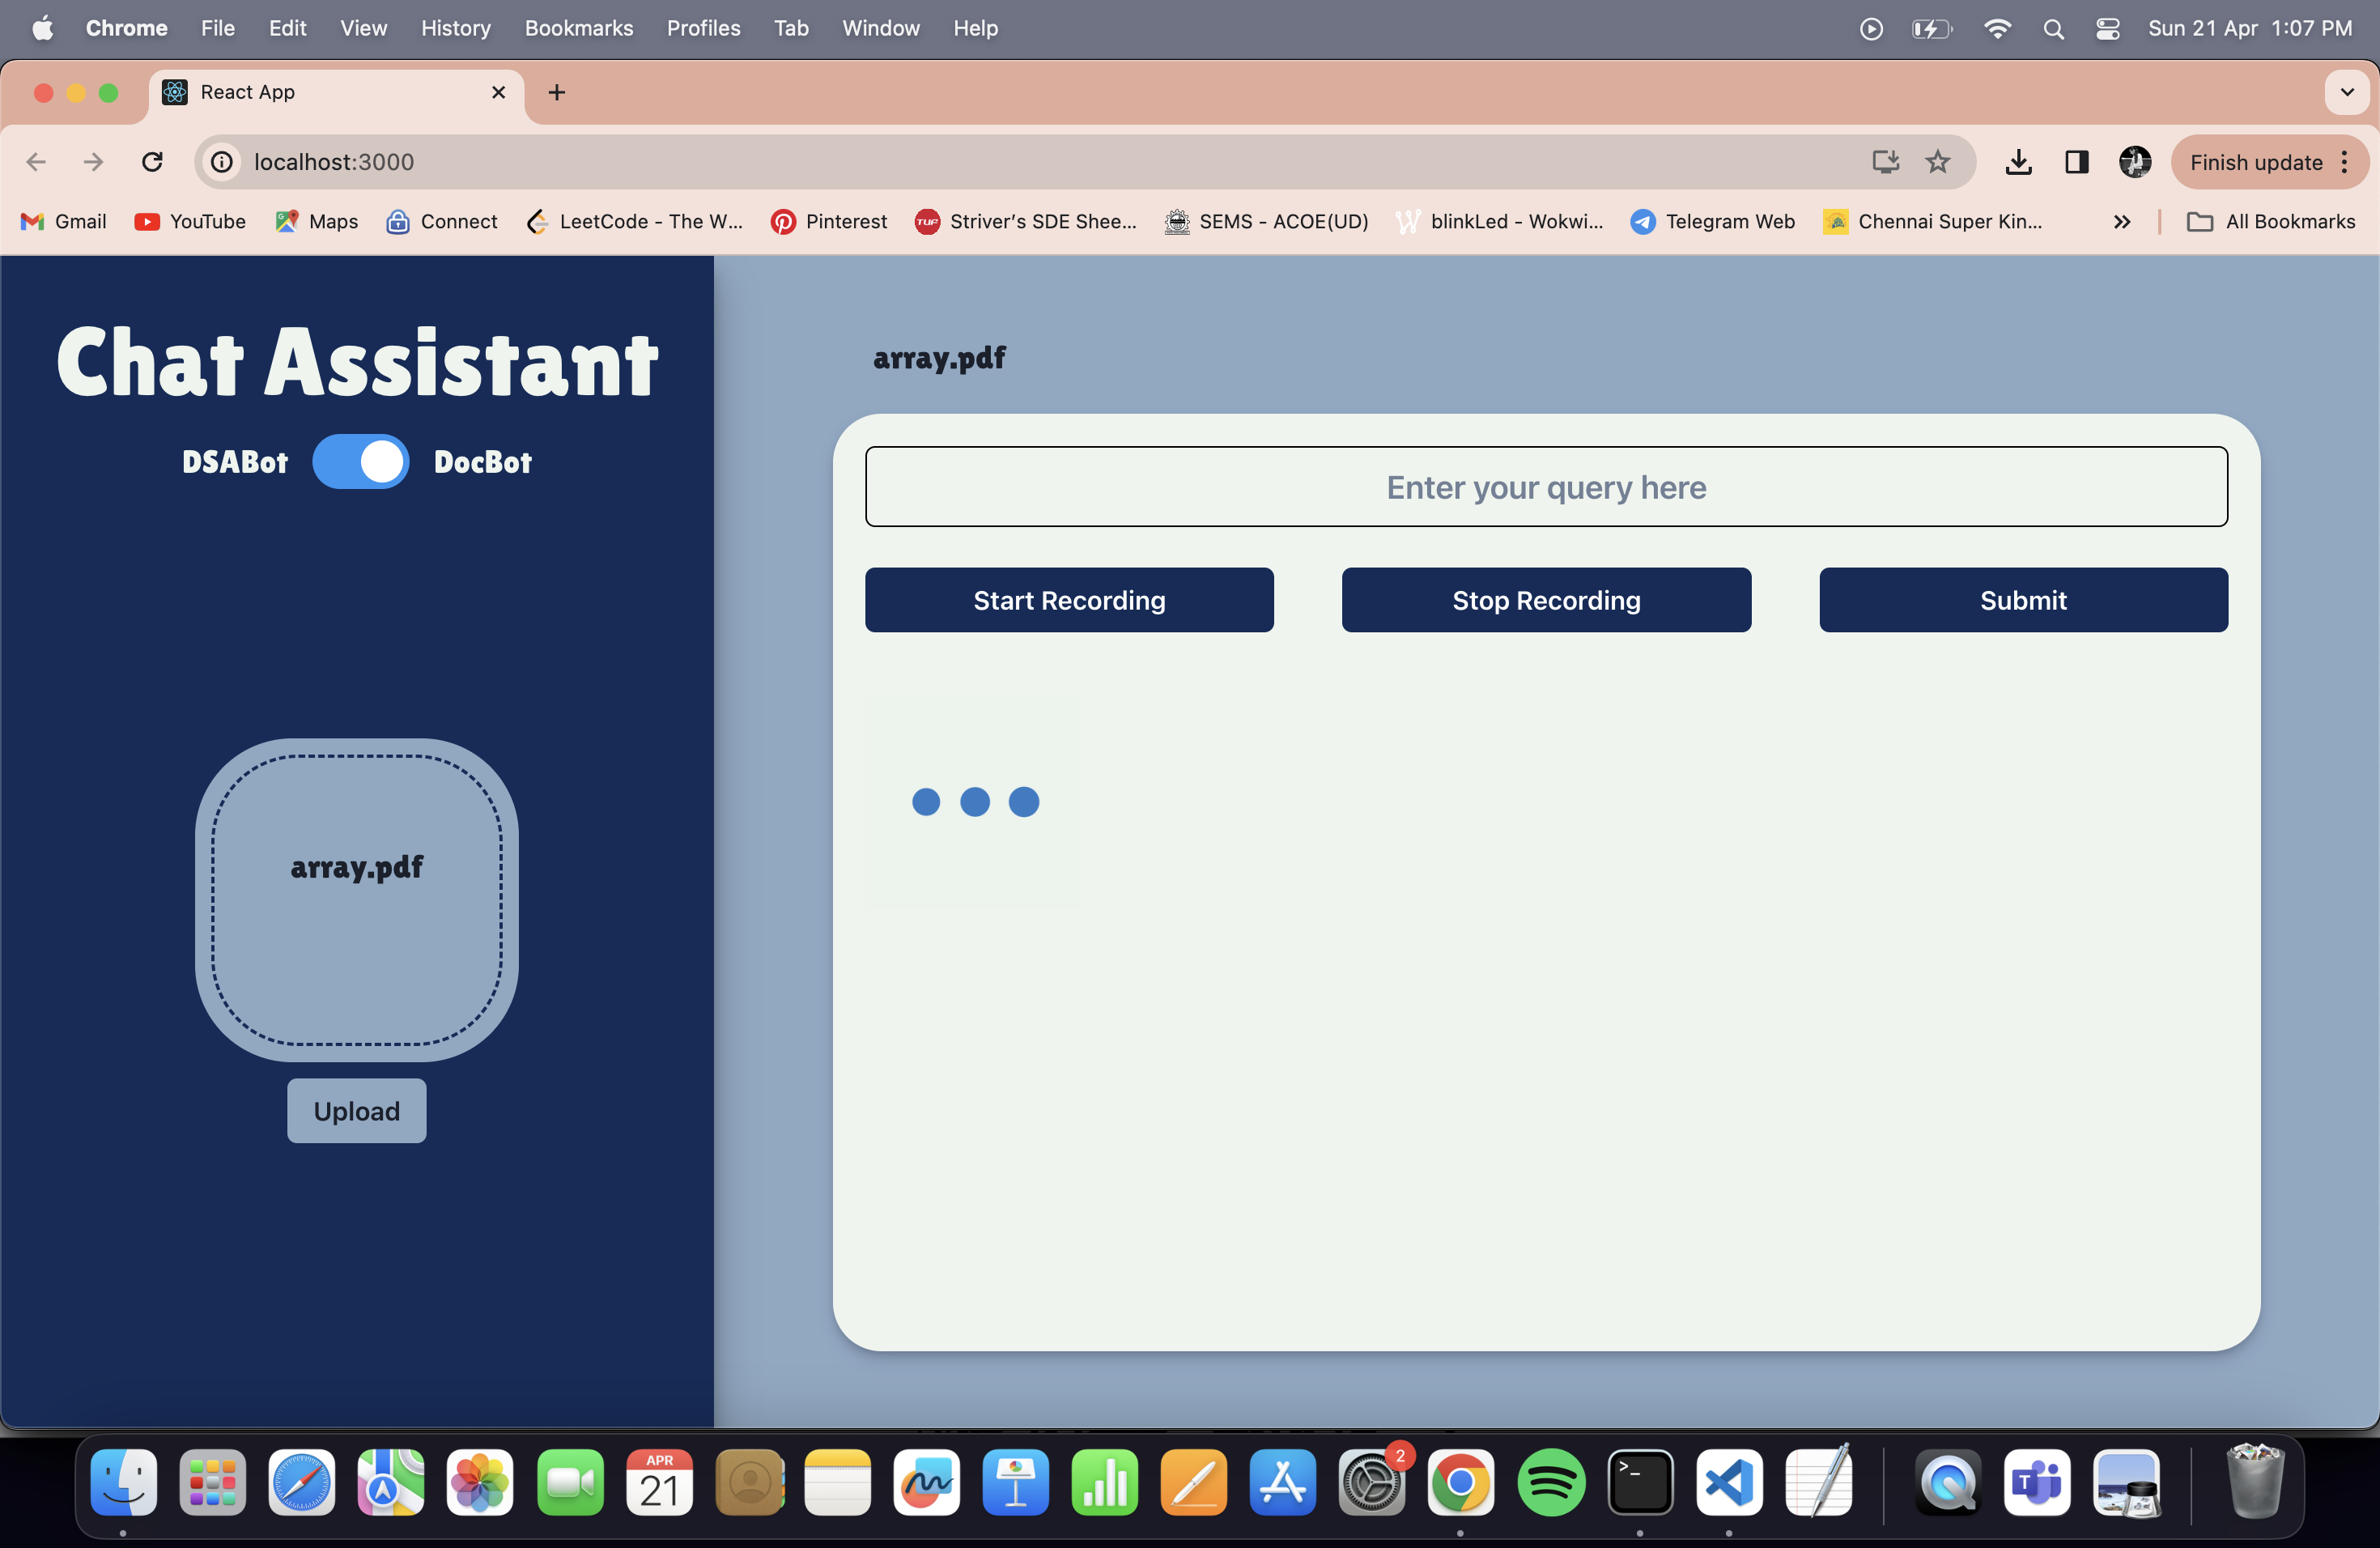 Chrome File Edit View History Bookmarks Profiles Tab Window Help Sun 21 Apr 1:07 PM
React App
localhost:3000 Finish update
Gmail YouTube Maps Connect LeetCode - The W... Pinterest TUF Striver's SDE Shee... SEMS - ACOE(UD) blinkLed - Wokwi... Telegram Web Chennai Super Kin... All Bookmarks
Chat Assistant
DSABot DocBot
array.pdf
Upload
array.pdf
Enter your query here
Start Recording Stop Recording Submit
APR
21
2
>_
T